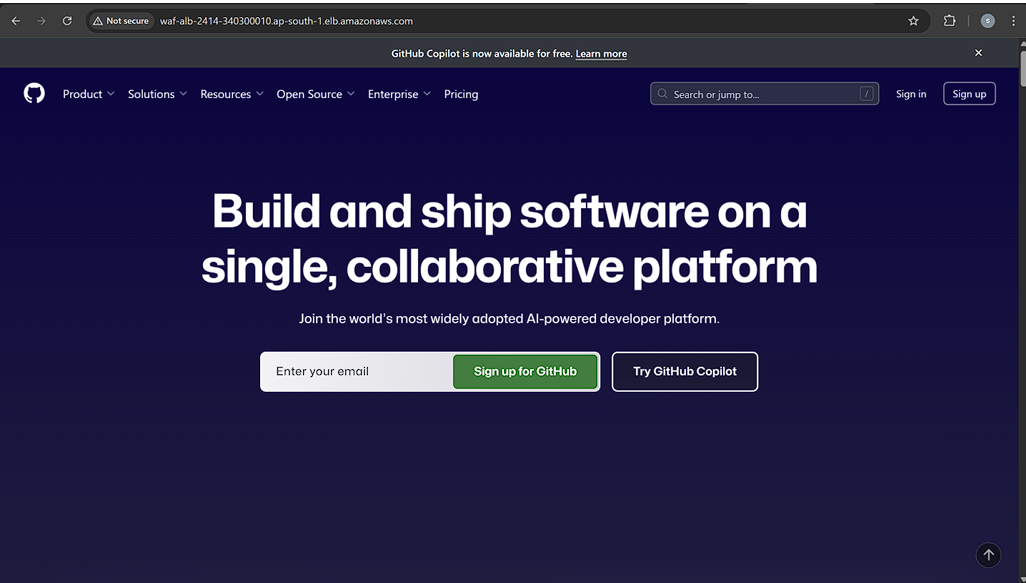 Not secure waf-alb-2414-340300010.ap-south-1.elb.amazonaws.com s
GitHub Copilot is now available for free. Learn more
Product Solutions Resources Open Source Enterprise Pricing Search or jump to... / Sign in Sign up
Build and ship software on a
single, collaborative platform
Join the world's most widely adopted AI-powered developer platform.
Enter your email Sign up for GitHub Try GitHub Copilot